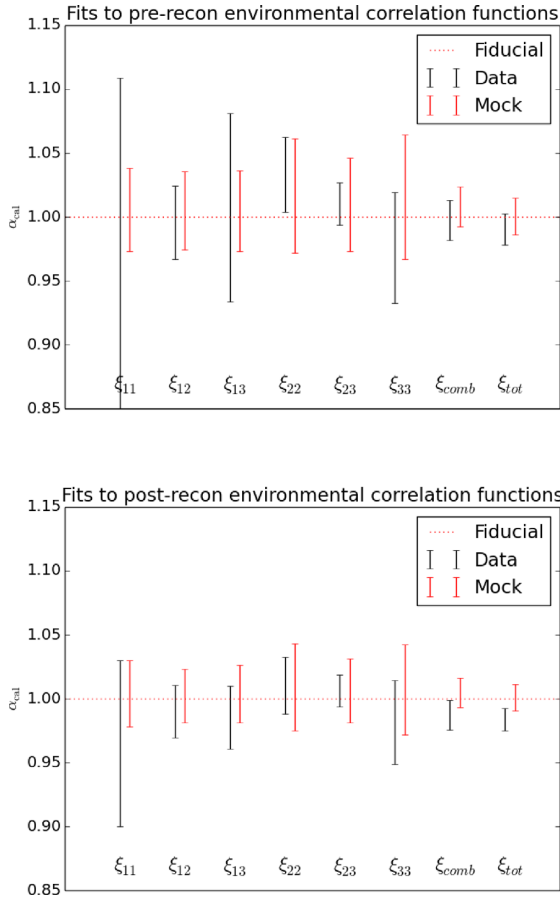 Fits to pre-recon environmental correlation functions
1.15
1.10
1.05
1.00
0.95
0.90
0.85
α_cal
Fiducial
Data
Mock
ξ_11 ξ_12 ξ_13 ξ_22 ξ_23 ξ_33 ξ_comb ξ_tot
Fits to post-recon environmental correlation functions
1.15
1.10
1.05
1.00
0.95
0.90
0.85
α_cal
Fiducial
Data
Mock
ξ_11 ξ_12 ξ_13 ξ_22 ξ_23 ξ_33 ξ_comb ξ_tot